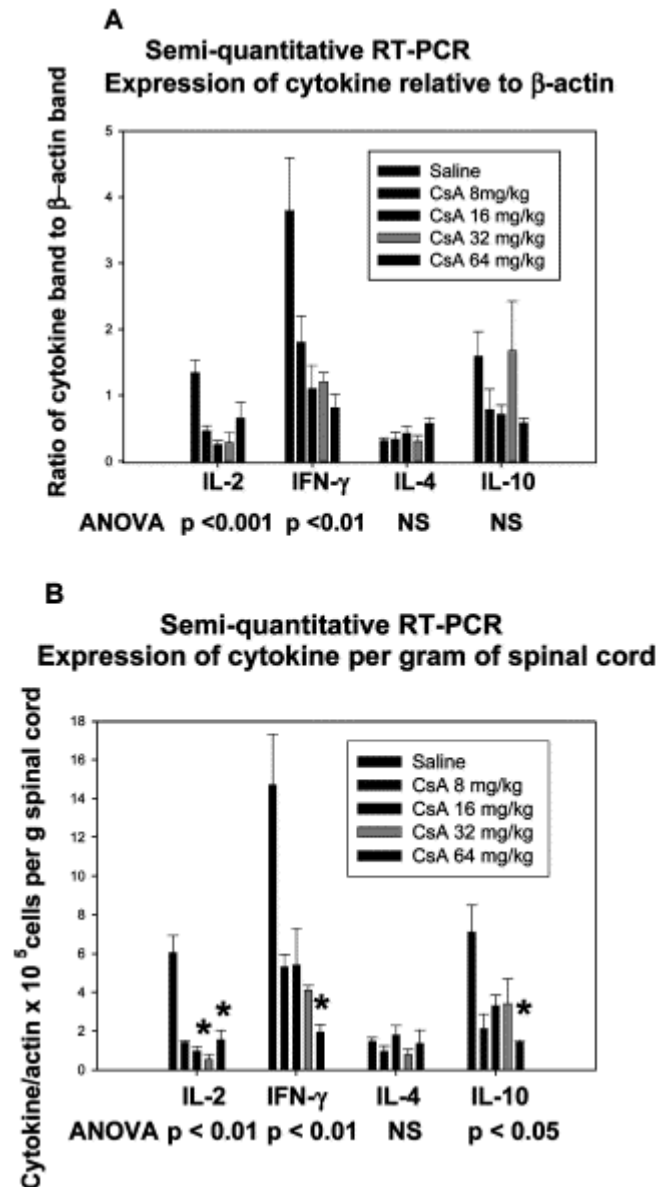 A
Semi-quantitative RT-PCR
Expression of cytokine relative to β-actin
Ratio of cytokine band to β–actin band
5
4
3
2
1
0
Saline
CsA 8mg/kg
CsA 16 mg/kg
CsA 32 mg/kg
CsA 64 mg/kg
IL-2 IFN-γ IL-4 IL-10
ANOVA p <0.001 p <0.01 NS NS
B
Semi-quantitative RT-PCR
Expression of cytokine per gram of spinal cord
Cytokine/actin x 10 ⁵cells per g spinal cord
18
16
14
12
10
8
6
4
2
0
Saline
CsA 8 mg/kg
CsA 16 mg/kg
CsA 32 mg/kg
CsA 64 mg/kg
* * * *
IL-2 IFN-γ IL-4 IL-10
ANOVA p < 0.01 p < 0.01 NS p < 0.05